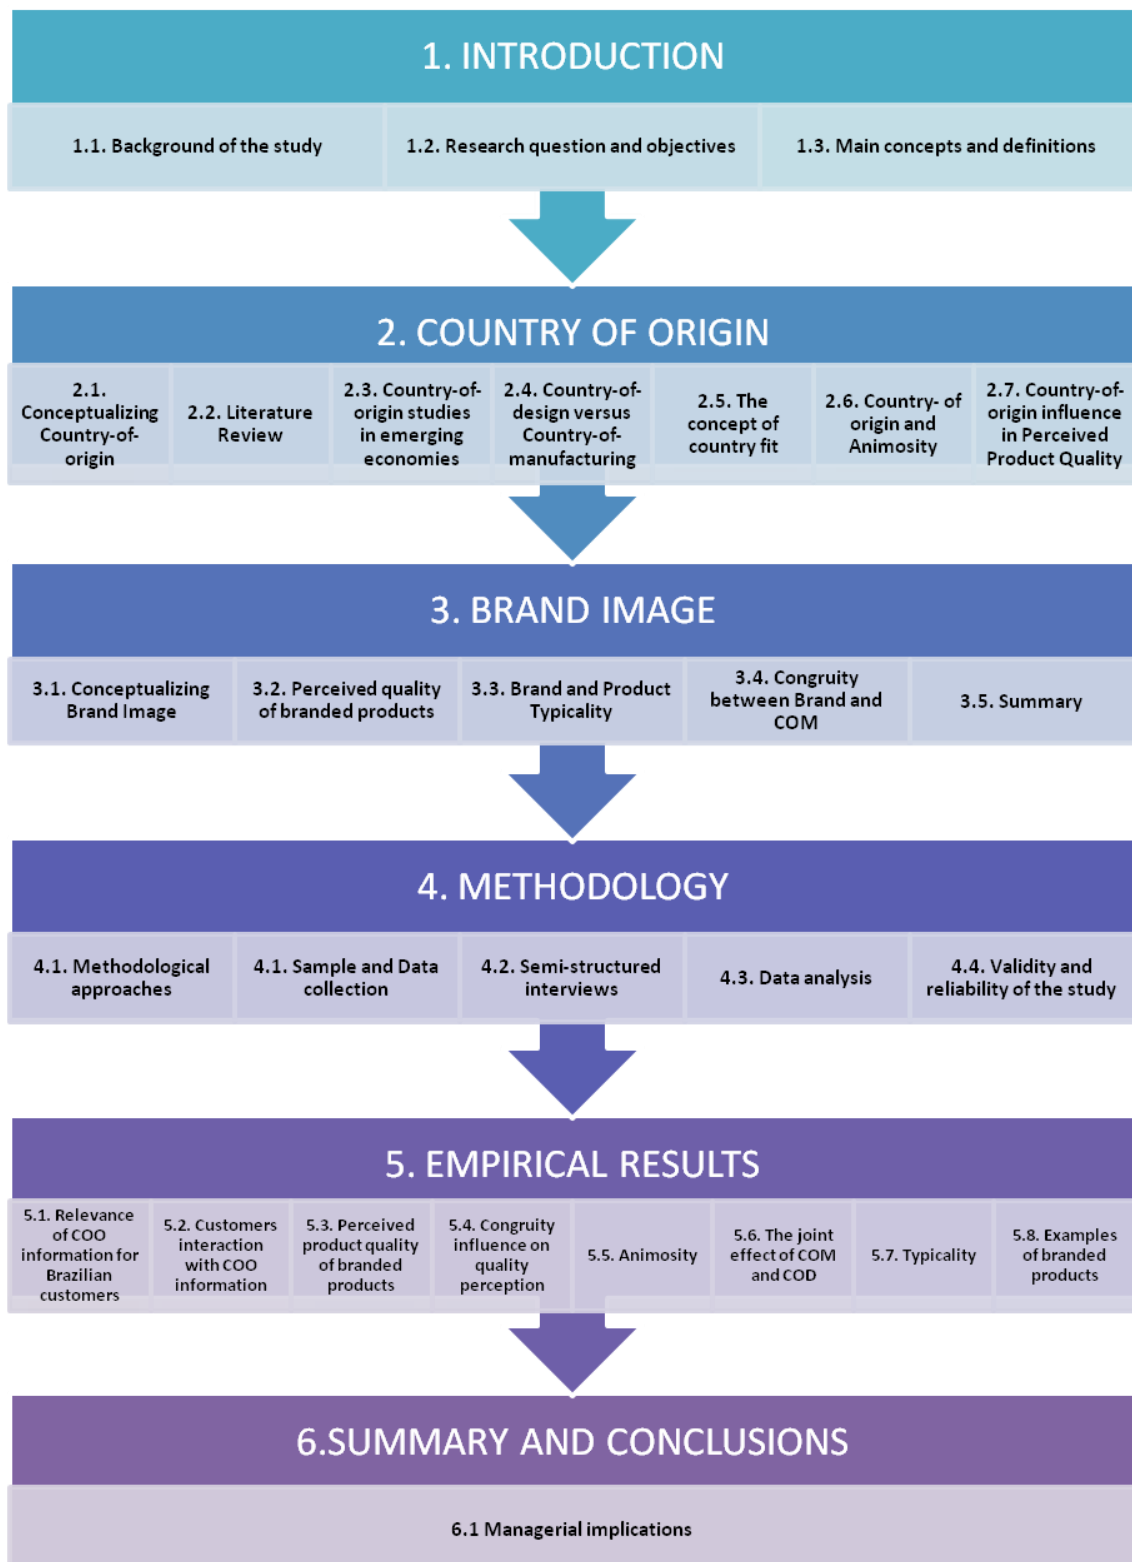 1. INTRODUCTION
1.1. Background of the study
1.2. Research question and objectives
1.3. Main concepts and definitions
2. COUNTRY OF ORIGIN
2.1.
Conceptualizing
Country-of-
origin
2.2. Literature
Review
2.3. Country-of-
origin studies
in emerging
economies
2.4. Country-of-
design versus
Country-of-
manufacturing
2.5. The
concept of
country fit
2.6. Country- of
origin and
Animosity
2.7. Country-of-
origin influence
in Perceived
Product Quality
3. BRAND IMAGE
3.1. Conceptualizing
Brand Image
3.2. Perceived quality
of branded products
3.3. Brand and Product
Typicality
3.4. Congruity
between Brand and
COM
3.5. Summary
4. METHODOLOGY
4.1. Methodological
approaches
4.1. Sample and Data
collection
4.2. Semi-structured
interviews
4.3. Data analysis
4.4. Validity and
reliability of the study
5. EMPIRICAL RESULTS
5.1. Relevance
of COO
information for
Brazilian
customers
5.2. Customers
interaction
with COO
information
5.3. Perceived
product quality
of branded
products
5.4. Congruity
influence on
quality
perception
5.5. Animosity
5.6. The joint
effect of COM
and COD
5.7. Typicality
5.8. Examples
of branded
products
6.SUMMARY AND CONCLUSIONS
6.1 Managerial implications